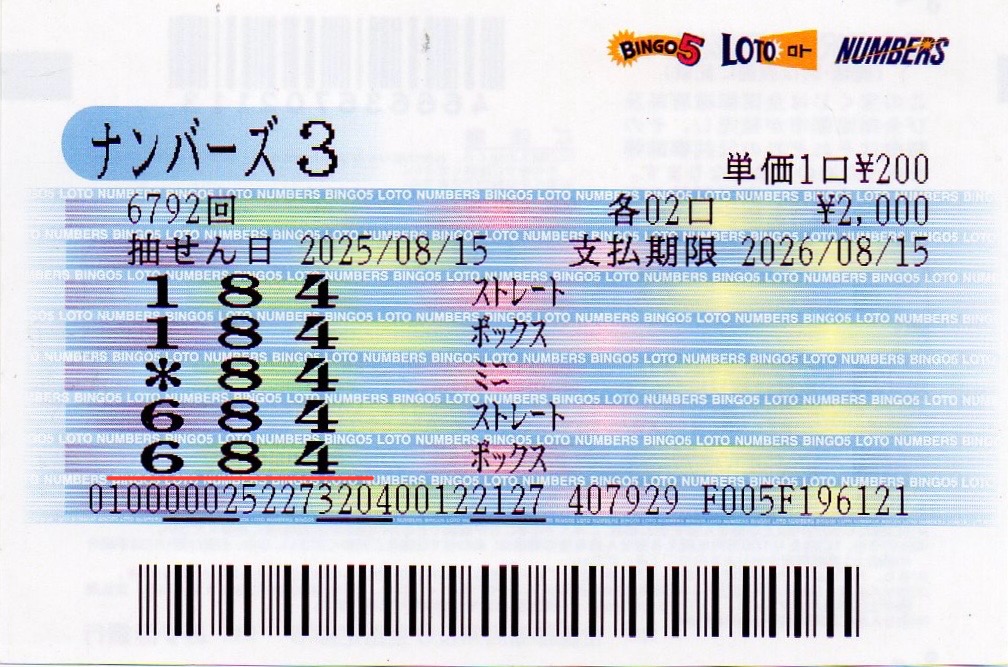 BINGO5 LOTO NUMBERS
ナンバーズ 3
単価1口¥200
6792回 各02口 ¥2,000
抽せん日 2025/08/15 支払期限 2026/08/15
1 8 4 ストレート
1 8 4 ボックス
* 8 4 ミニ
6 8 4 ストレート
6 8 4 ボックス
010000025227320400122127 407929 F005F196121